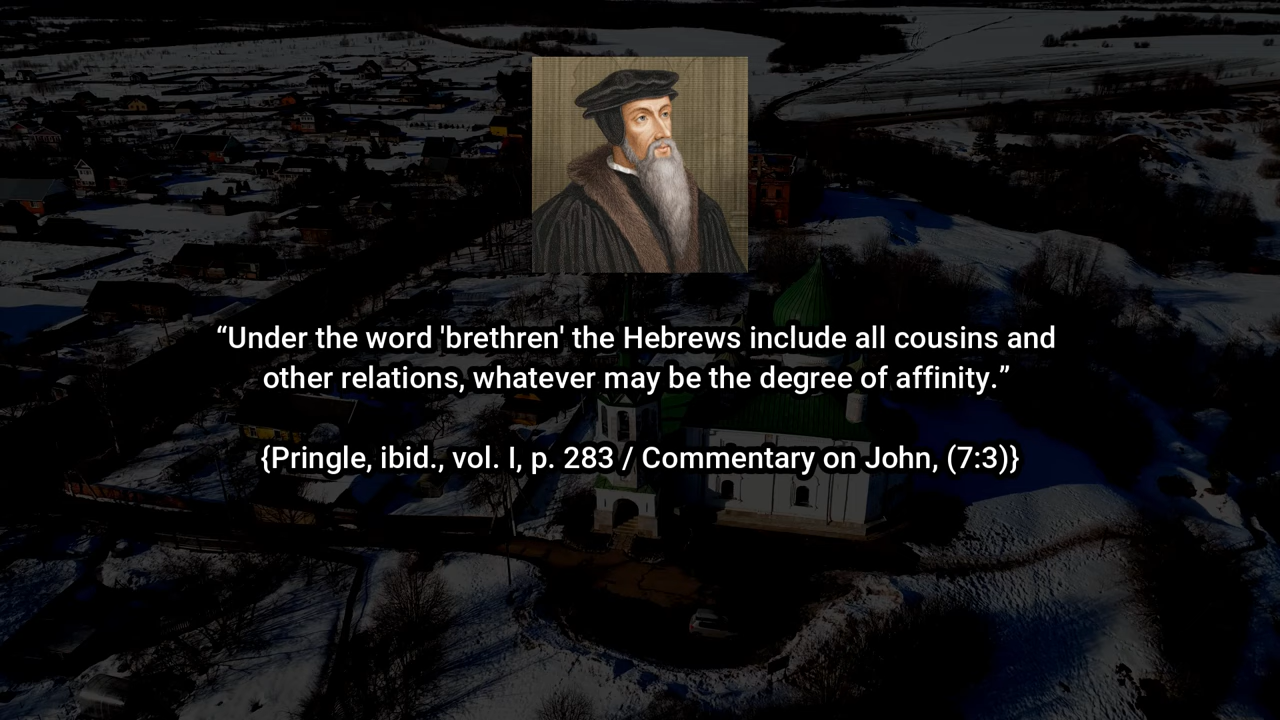 “Under the word 'brethren' the Hebrews include all cousins and
other relations, whatever may be the degree of affinity.”
{Pringle, ibid., vol. I, p. 283 / Commentary on John, (7:3)}